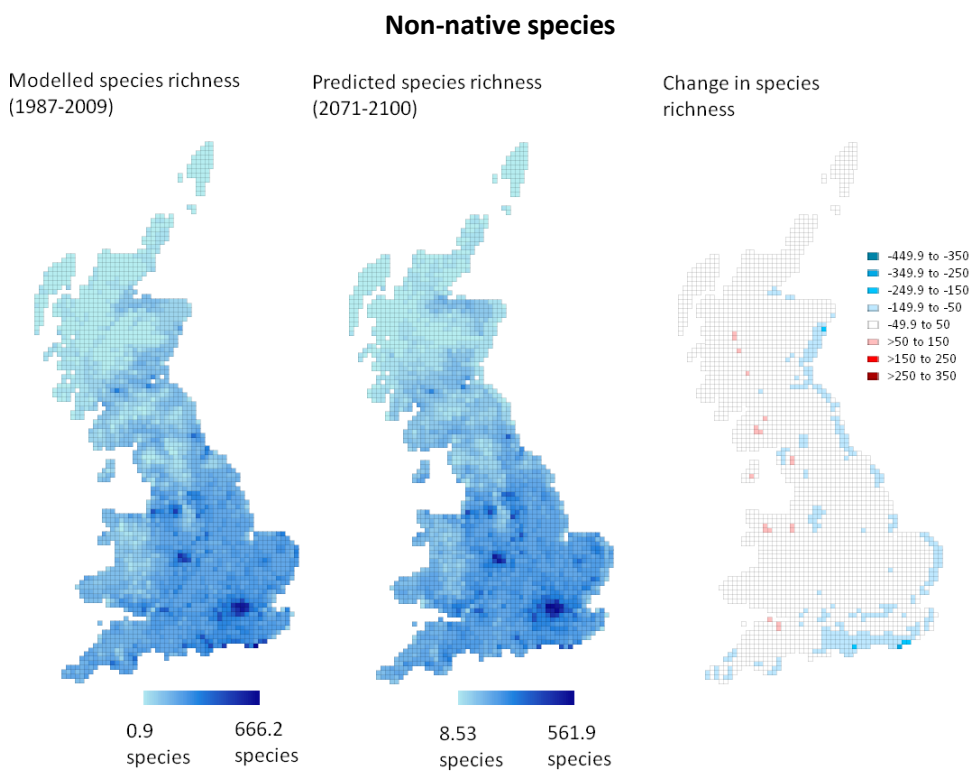 Non-native species
Modelled species richness
(1987-2009)
Predicted species richness
(2071-2100)
Change in species
richness
-449.9 to -350
-349.9 to -250
-249.9 to -150
-149.9 to -50
-49.9 to 50
>50 to 150
>150 to 250
>250 to 350
0.9
species
666.2
species
8.53
species
561.9
species